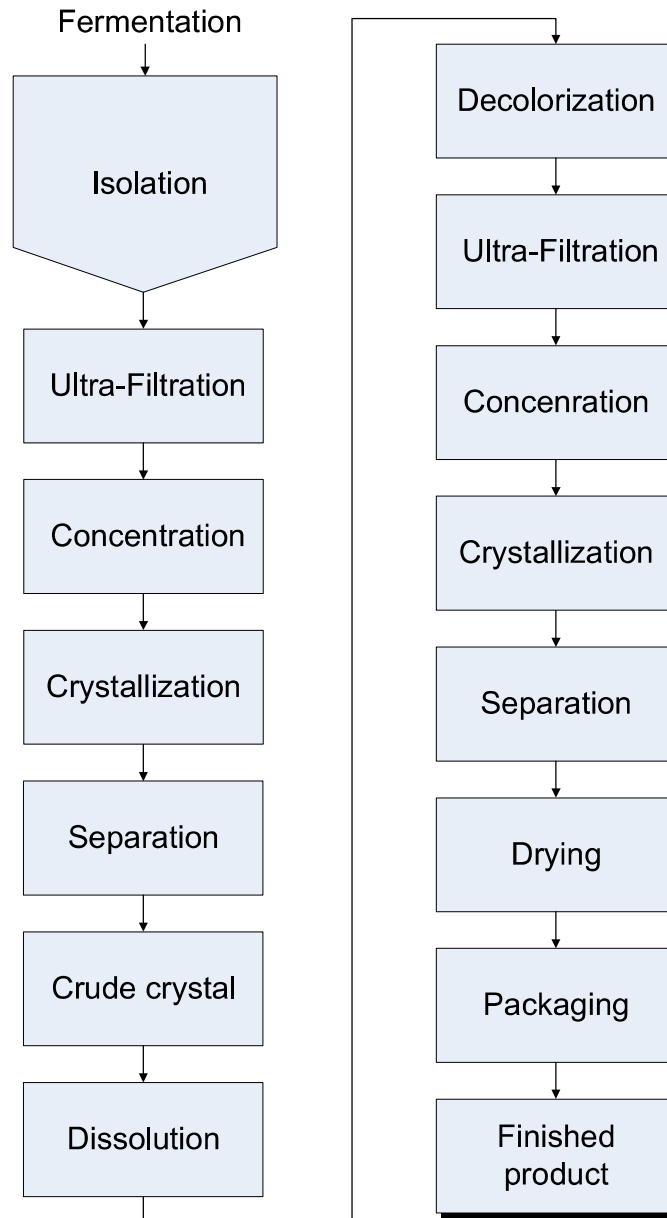 Fermentation
Isolation
Ultra-Filtration
Concentration
Crystallization
Separation
Crude crystal
Dissolution
Decolorization
Ultra-Filtration
Concenration
Crystallization
Separation
Drying
Packaging
Finished
product